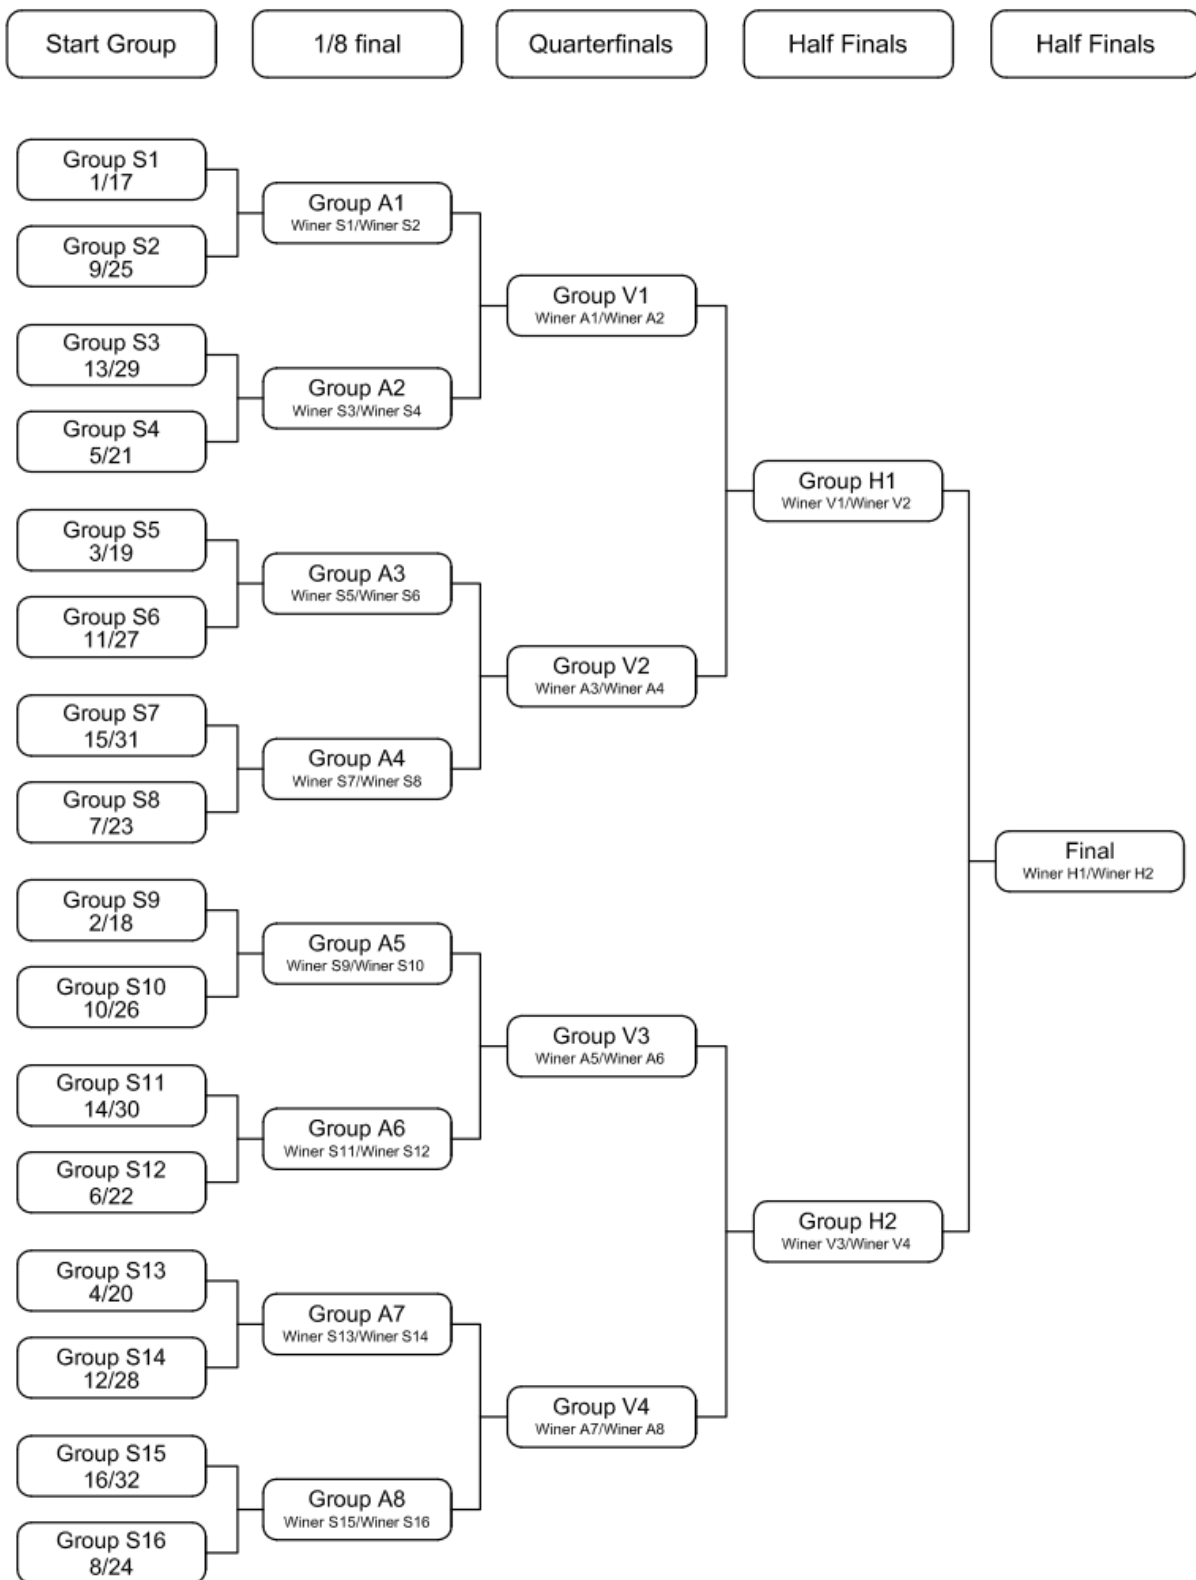 Start Group
1/8 final
Quarterfinals
Half Finals
Half Finals
Group S1
1/17
Group S2
9/25
Group S3
13/29
Group S4
5/21
Group S5
3/19
Group S6
11/27
Group S7
15/31
Group S8
7/23
Group S9
2/18
Group S10
10/26
Group S11
14/30
Group S12
6/22
Group S13
4/20
Group S14
12/28
Group S15
16/32
Group S16
8/24
Group A1
Winer S1/Winer S2
Group A2
Winer S3/Winer S4
Group A3
Winer S5/Winer S6
Group A4
Winer S7/Winer S8
Group A5
Winer S9/Winer S10
Group A6
Winer S11/Winer S12
Group A7
Winer S13/Winer S14
Group A8
Winer S15/Winer S16
Group V1
Winer A1/Winer A2
Group V2
Winer A3/Winer A4
Group V3
Winer A5/Winer A6
Group V4
Winer A7/Winer A8
Group H1
Winer V1/Winer V2
Group H2
Winer V3/Winer V4
Final
Winer H1/Winer H2